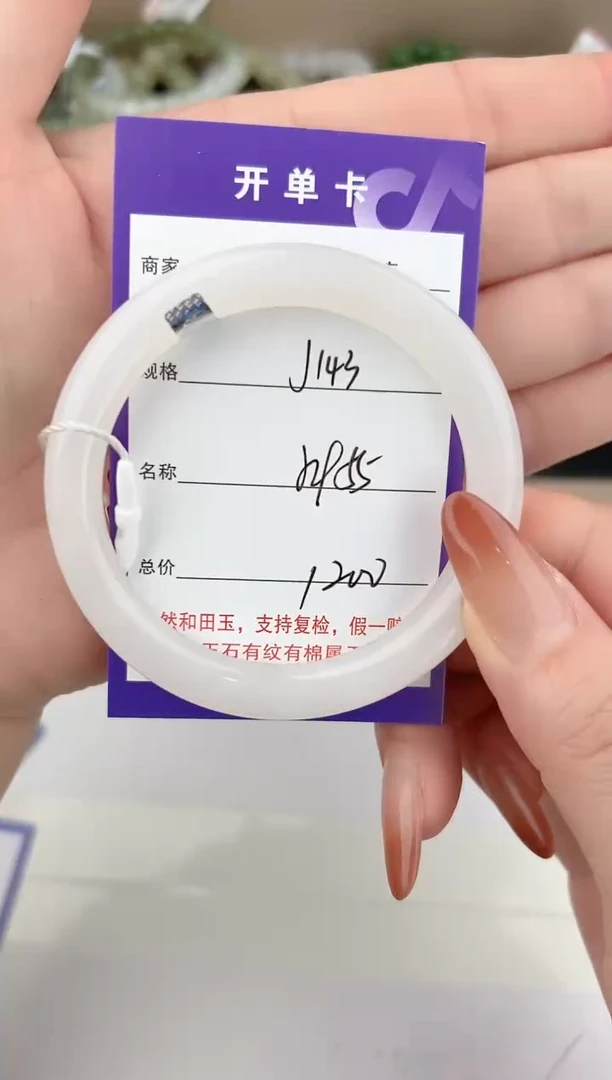 开单卡
商家
规格 J143
名称
总价 1200
然和田玉，支持复检，假一
玉石有纹有棉属